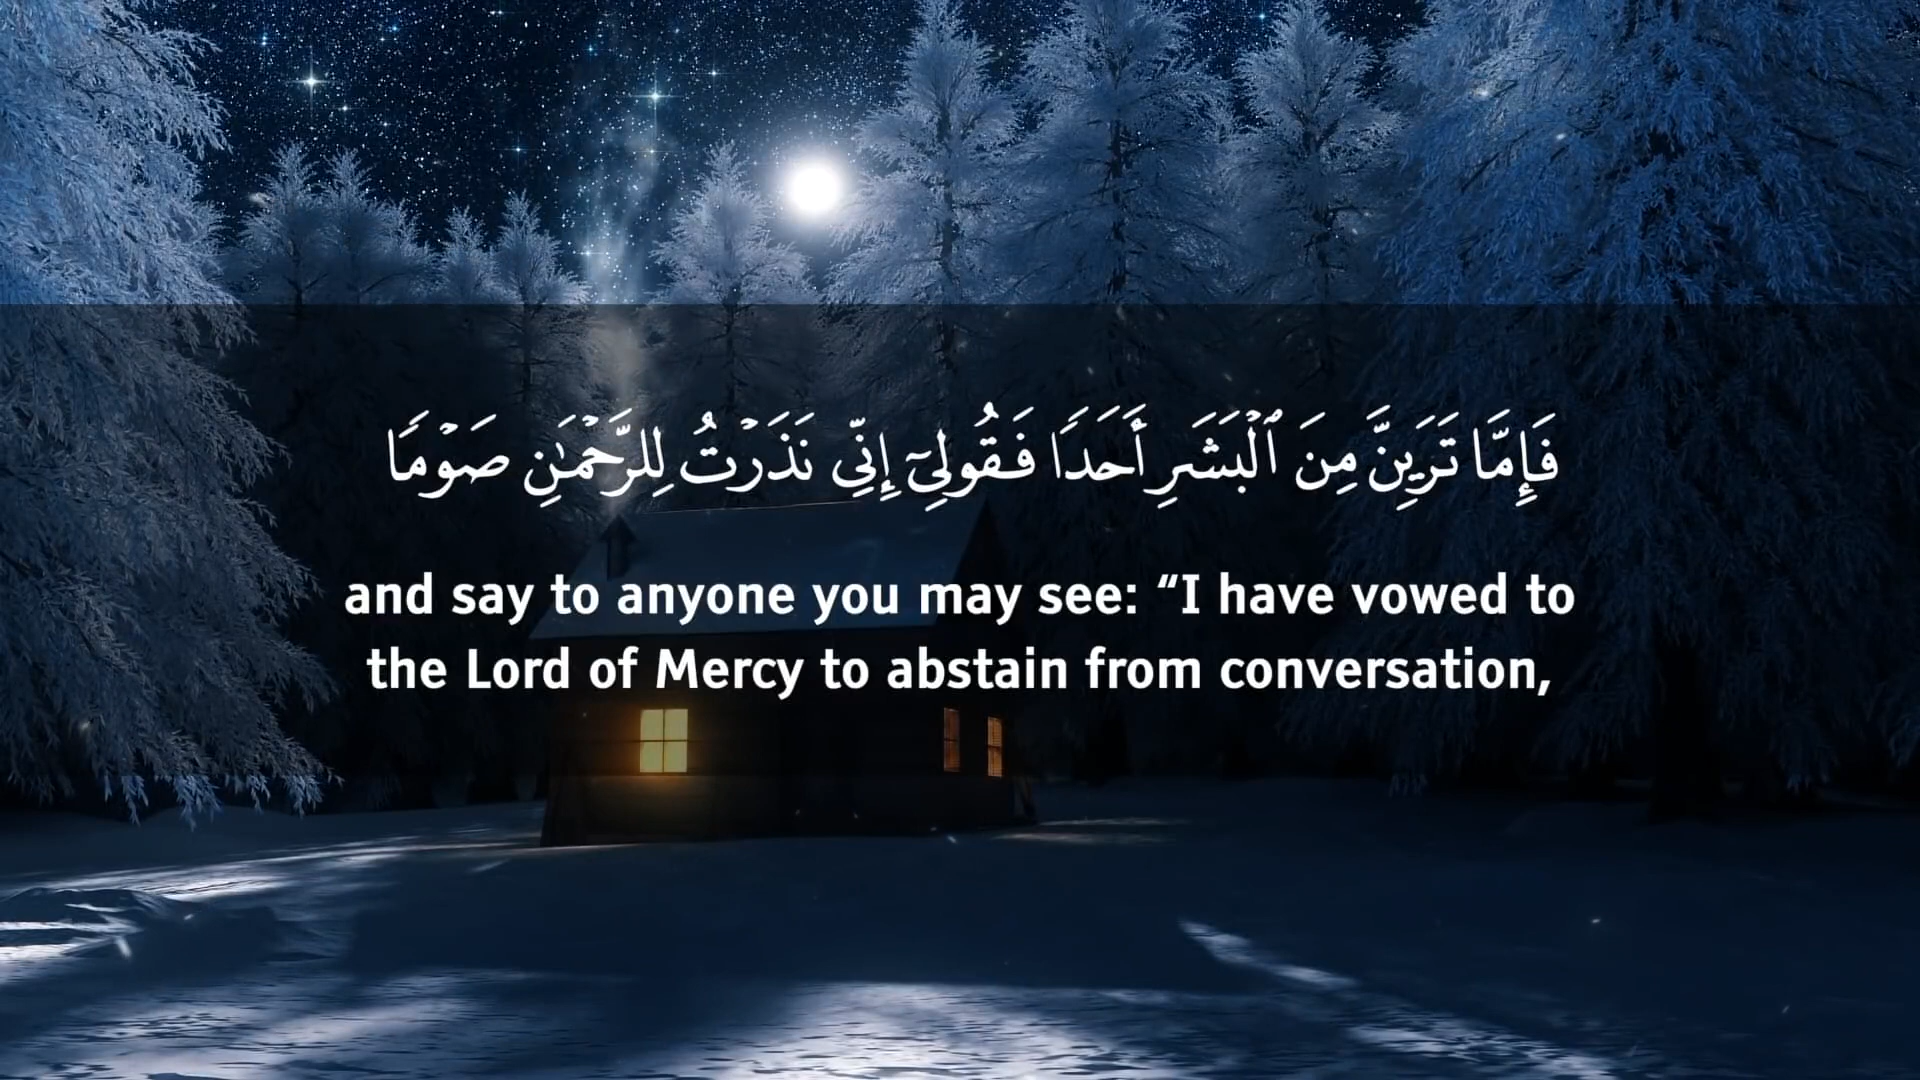 فَإِمَّا تَرَيِنَّ مِنَ ٱلْبَشَرِ أَحَدًا فَقُولِىٓ إِنِّى نَذَرْتُ لِلرَّحْمَـٰنِ صَوْمًا
and say to anyone you may see: “I have vowed to
the Lord of Mercy to abstain from conversation,